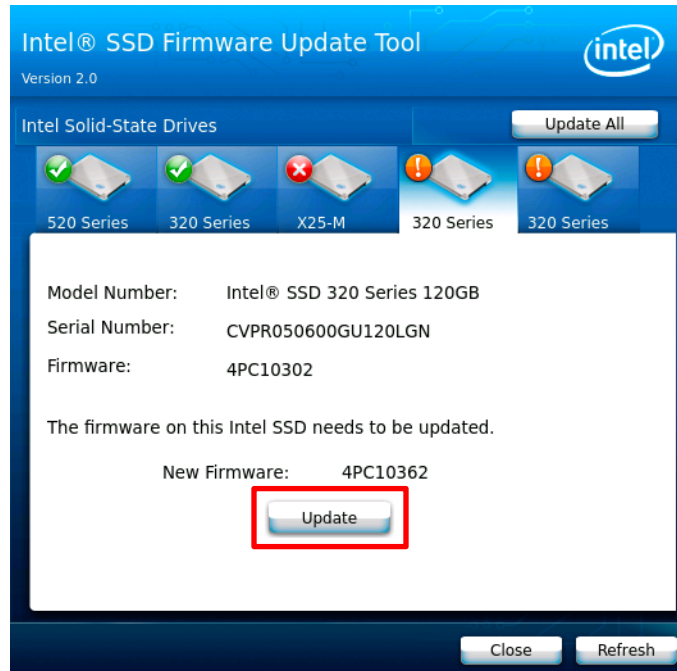 Intel® SSD Firmware Update Tool
Version 2.0
intel
Intel Solid-State Drives
Update All
520 Series 320 Series X25-M 320 Series 320 Series
Model Number: Intel® SSD 320 Series 120GB
Serial Number: CVPR050600GU120LGN
Firmware: 4PC10302
The firmware on this Intel SSD needs to be updated.
New Firmware: 4PC10362
Update
Close Refresh